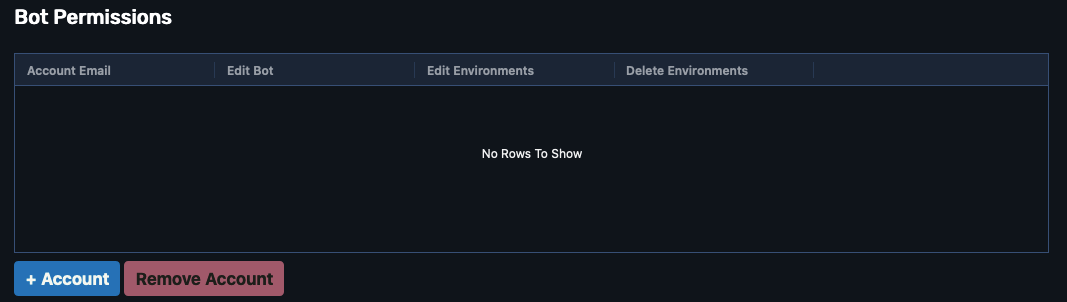 Bot Permissions
Account Email Edit Bot Edit Environments Delete Environments
No Rows To Show
+ Account Remove Account